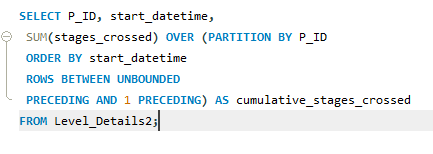 SELECT P_ID, start_datetime,
SUM(stages_crossed) OVER (PARTITION BY P_ID
ORDER BY start_datetime
ROWS BETWEEN UNBOUNDED
PRECEDING AND 1 PRECEDING) AS cumulative_stages_crossed
FROM Level_Details2;